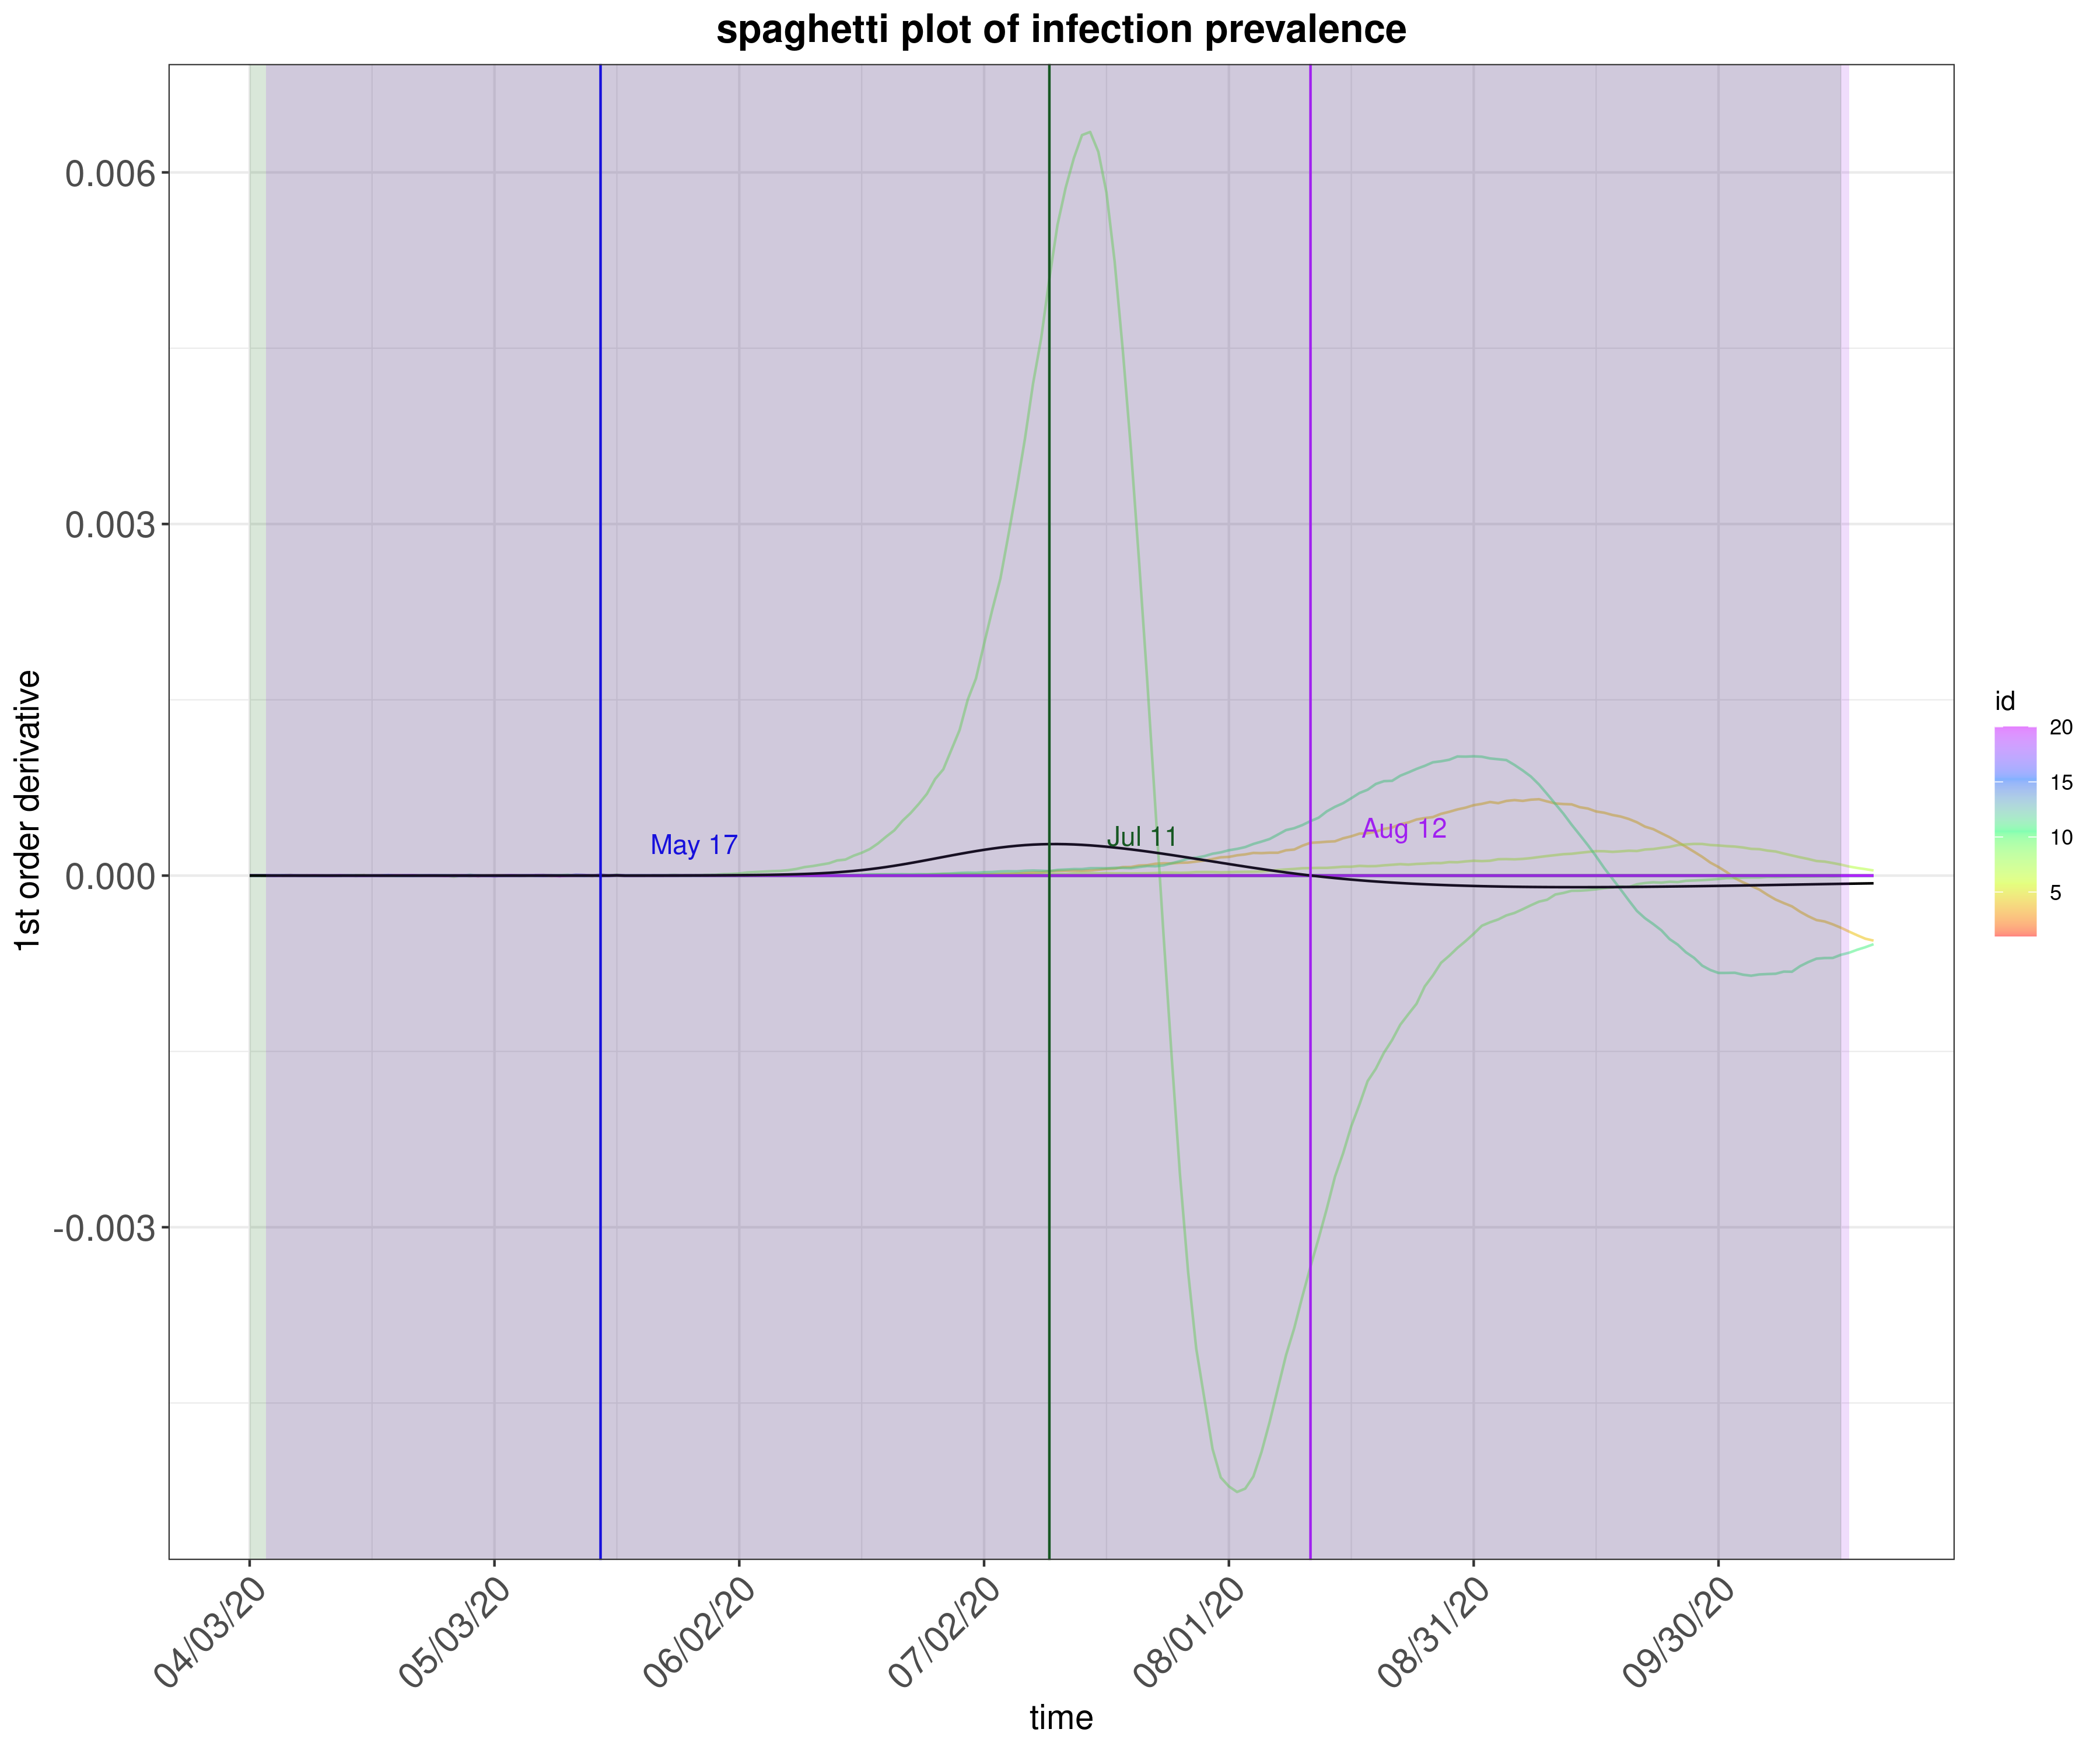 spaghetti plot of infection prevalence
1st order derivative
0.006
0.003
0.000
-0.003
May 17
Jul 11
Aug 12
04/03/20
05/03/20
06/02/20
07/02/20
08/01/20
08/31/20
09/30/20
time
id
20
15
10
5